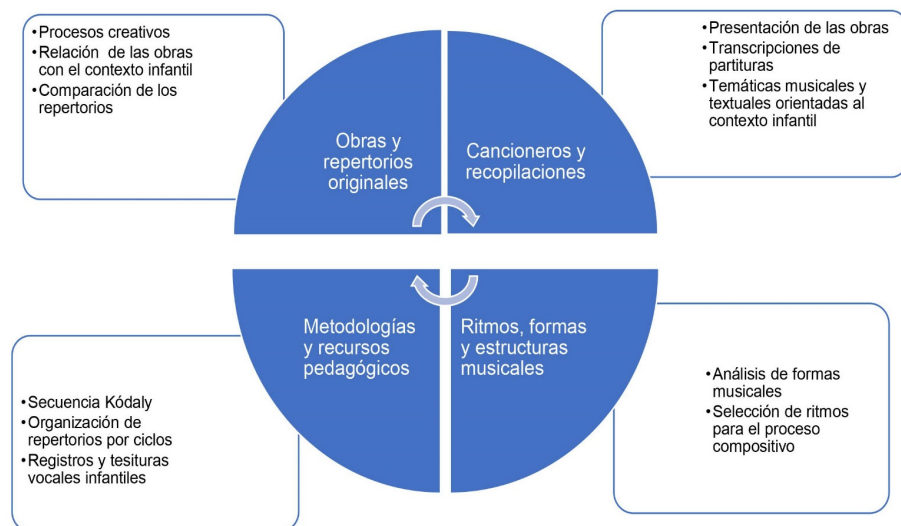 •Procesos creativos
•Relación de las obras
con el contexto infantil
•Comparación de los
repertorios
•Presentación de las obras
•Transcripciones de
partituras
•Temáticas musicales y
textuales orientadas al
contexto infantil
Obras y
repertorios
originales
Cancioneros y
recopilaciones
Metodologías
y recursos
pedagógicos
Ritmos, formas
y estructuras
musicales
•Secuencia Kódaly
•Organización de
repertorios por ciclos
•Registros y tesituras
vocales infantiles
•Análisis de formas
musicales
•Selección de ritmos
para el proceso
compositivo